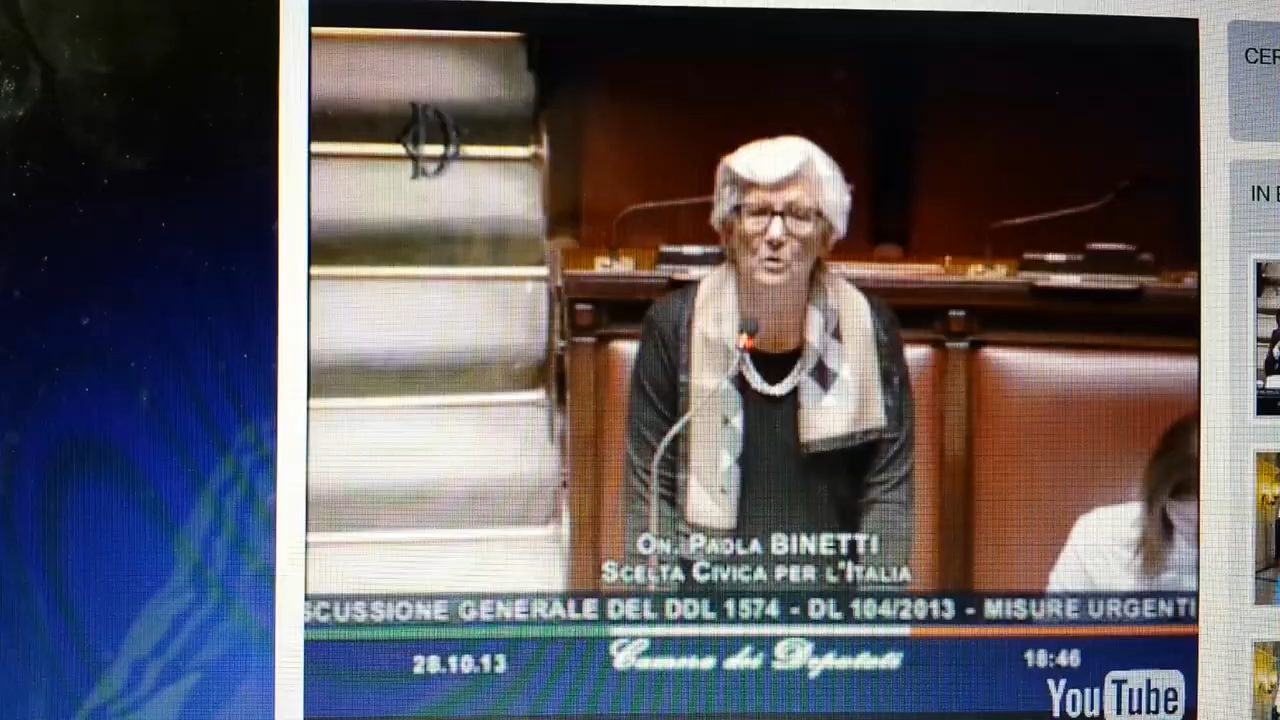 CER
IN
On. Paola BINETTI
Scelta Civica per l'Italia
SCUSSIONE GENERALE DEL DDL 1574 - DL 104/2013 - MISURE URGENTI
28.10.13
Camera dei Deputati
18:46
YouTube